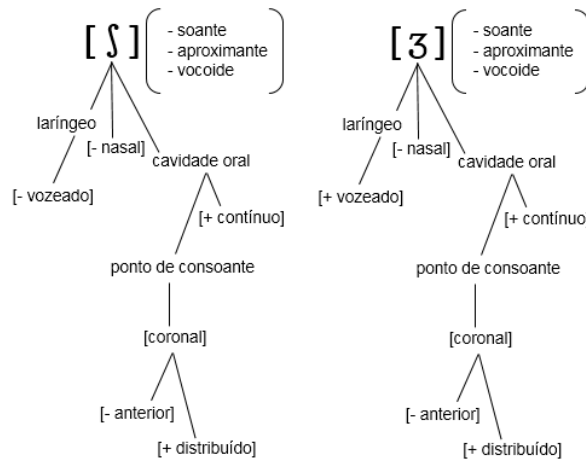 [ ʃ ]
- soante
- aproximante
- vocoide
laríngeo
[- nasal]
cavidade oral
[- vozeado]
[+ contínuo]
ponto de consoante
[coronal]
[- anterior]
[+ distribuído]
[ ʒ ]
- soante
- aproximante
- vocoide
laríngeo
[- nasal]
cavidade oral
[+ vozeado]
[+ contínuo
ponto de consoante
[coronal]
[- anterior]
[+ distribuído]